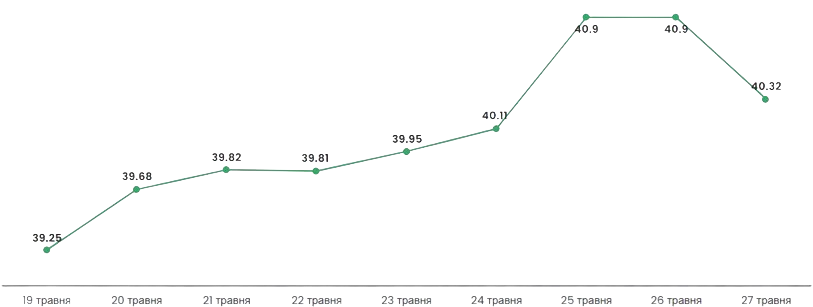 40.9
40.9
40.32
40.11
39.95
39.82
39.81
39.68
39.25
19 травня
20 травня
21 травня
22 травня
23 травня
24 травня
25 травня
26 травня
27 травня